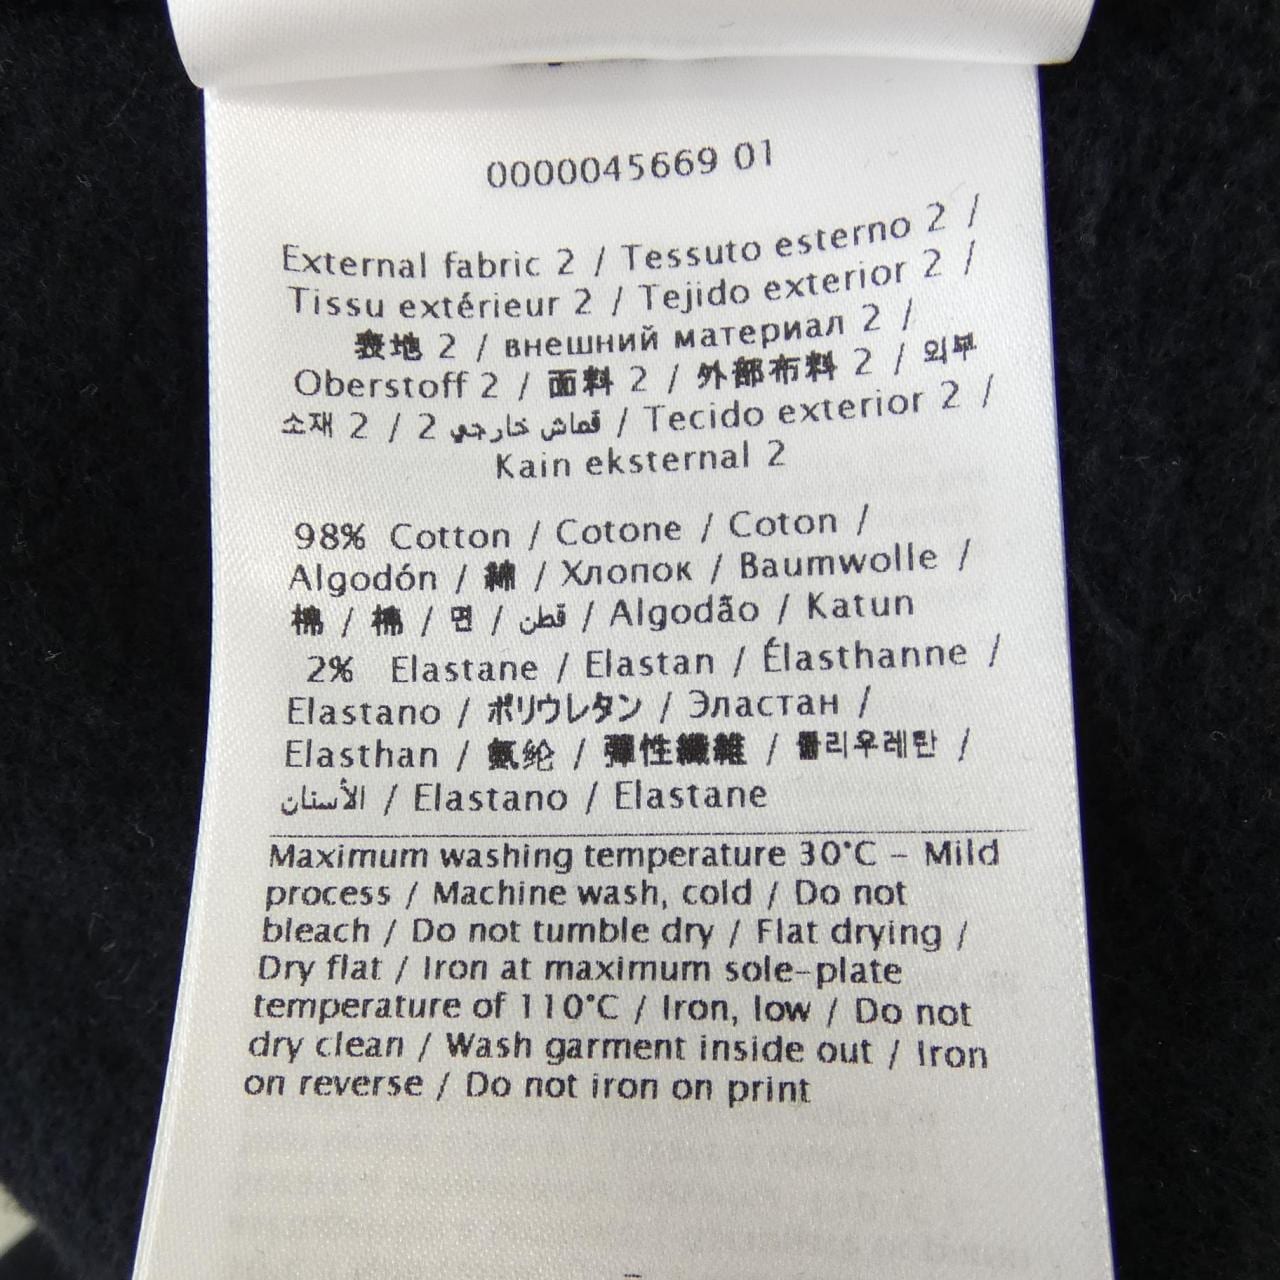 0000045669 01
External fabric 2 / Tessuto esterno 2 /
Tissu extérieur 2 / Tejido exterior 2 /
表地 2 / внешний материал 2 /
Oberstoff 2 / 面料 2 / 外部布料 2 / 외부
소재 2 / 2 قماش خارجي / Tecido exterior 2 /
Kain eksternal 2
98% Cotton / Cotone / Coton /
Algodón / 綿 / Хлопок / Baumwolle /
棉 / 棉 / 면 / قطن / Algodão / Katun
2% Elastane / Elastan / Élasthanne /
Elastano / ポリウレタン / Эластан /
Elasthan / 氨纶 / 彈性纖維 / 폴리우레탄 /
الأستان / Elastano / Elastane
Maximum washing temperature 30°C – Mild
process / Machine wash, cold / Do not
bleach / Do not tumble dry / Flat drying /
Dry flat / Iron at maximum sole-plate
temperature of 110°C / Iron, low / Do not
dry clean / Wash garment inside out / Iron
on reverse / Do not iron on print